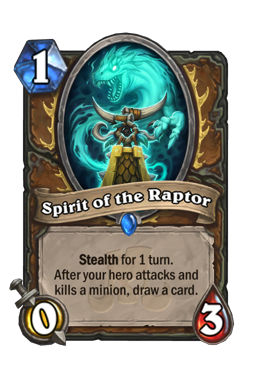 1
Spirit of the Raptor
Stealth for 1 turn.
After your hero attacks and
kills a minion, draw a card.
0
3